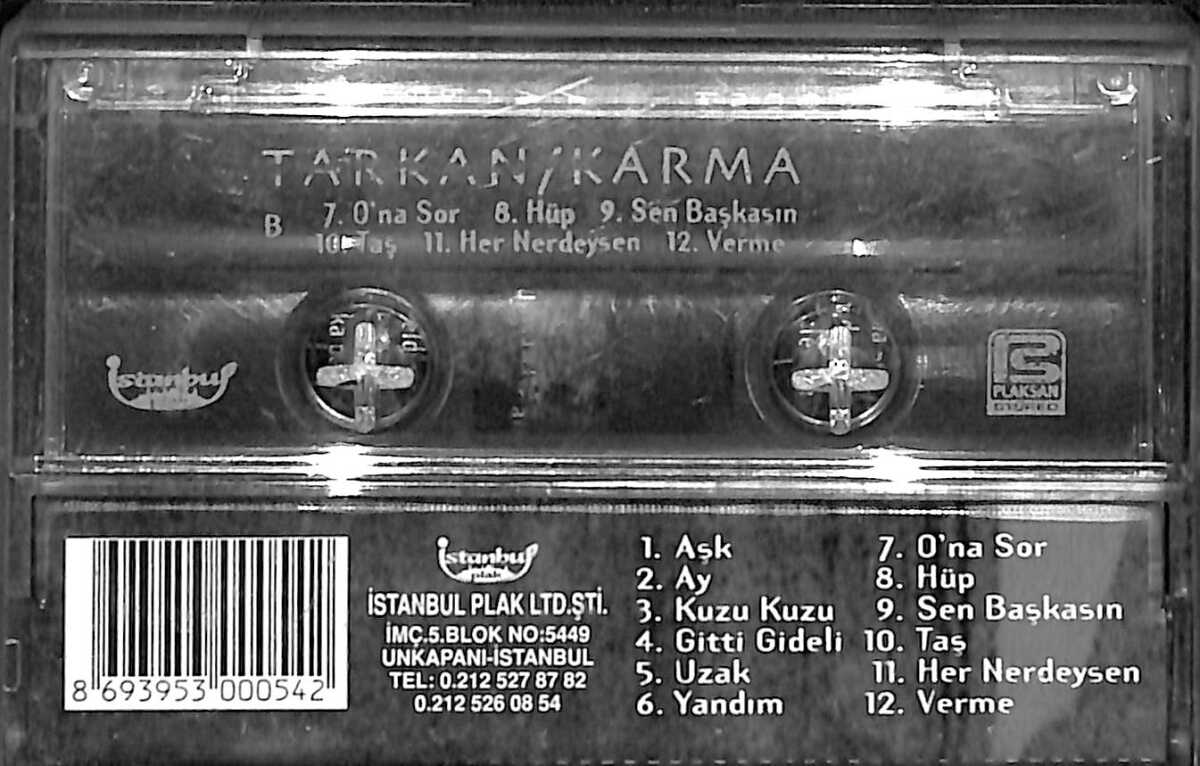 TARKAN/KARMA
B 7. O'na Sor 8. Hüp 9. Sen Başkasın
10. Taş 11. Her Nerdeysen 12. Verme
istanbul
plak
PLAKSAN
STEREO
istanbul
plak
İSTANBUL PLAK LTD.ŞTİ.
İMÇ.5.BLOK NO:5449
UNKAPANI-İSTANBUL
TEL: 0.212 527 87 82
0.212 526 08 54
8 693953 000542
1. Aşk
2. Ay
3. Kuzu Kuzu
4. Gitti Gideli
5. Uzak
6. Yandım
7. O'na Sor
8. Hüp
9. Sen Başkasın
10. Taş
11. Her Nerdeysen
12. Verme